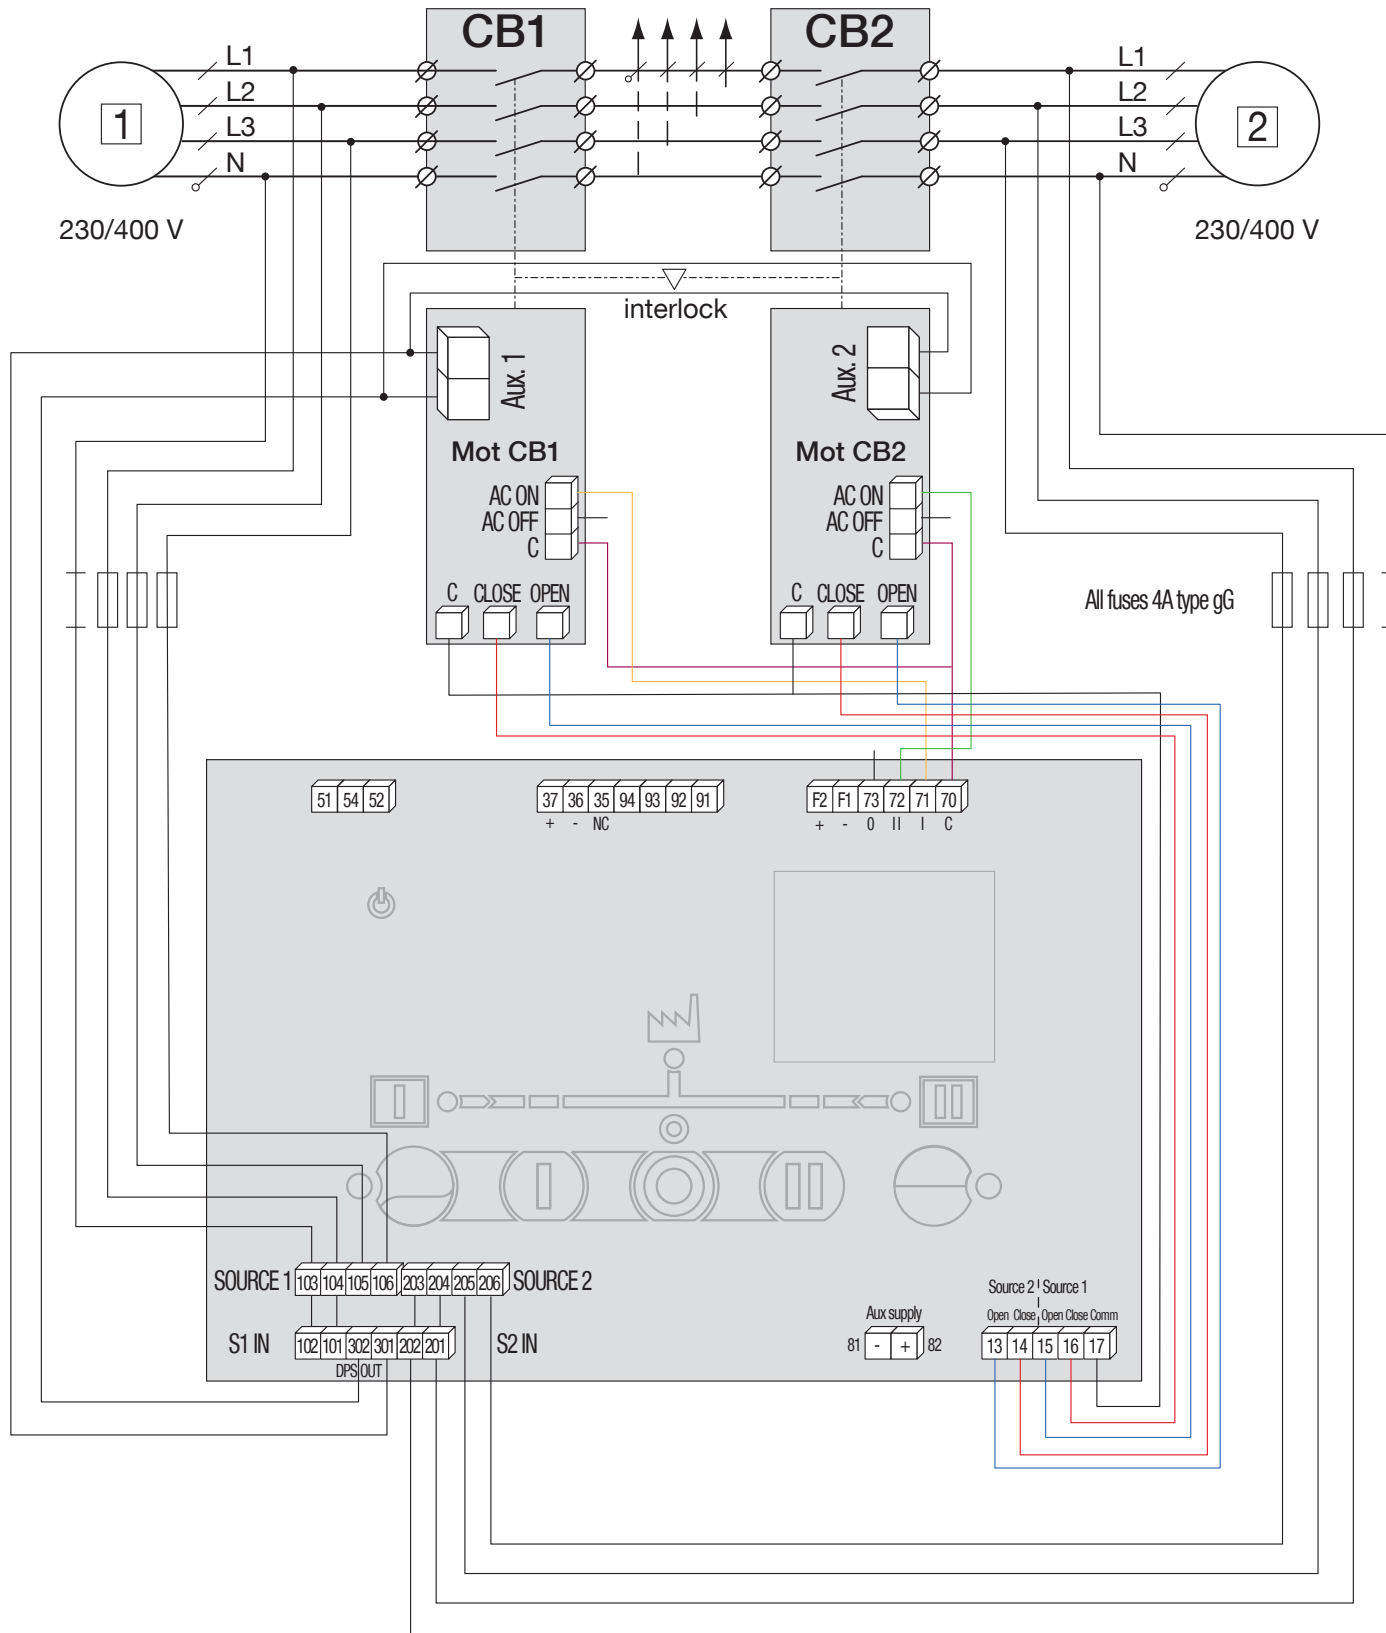 CB1 CB2
L1 L1
L2 L2
L3 L3
N N
1 2
230/400 V 230/400 V
interlock
Aux. 1 Aux. 2
Mot CB1 Mot CB2
AC ON AC ON
AC OFF AC OFF
C C
C CLOSE OPEN C CLOSE OPEN
All fuses 4A type gG
51 54 52 37 36 35 94 93 92 91 F2 F1 73 72 71 70
+ - NC + - 0 II I C
SOURCE 1 103 104 105 106 203 204 205 206 SOURCE 2
S1 IN 102 101 302 301 202 201 S2 IN
DPS OUT
Aux supply
81 - + 82
Source 2 Source 1
Open Close Open Close Comm
13 14 15 16 17